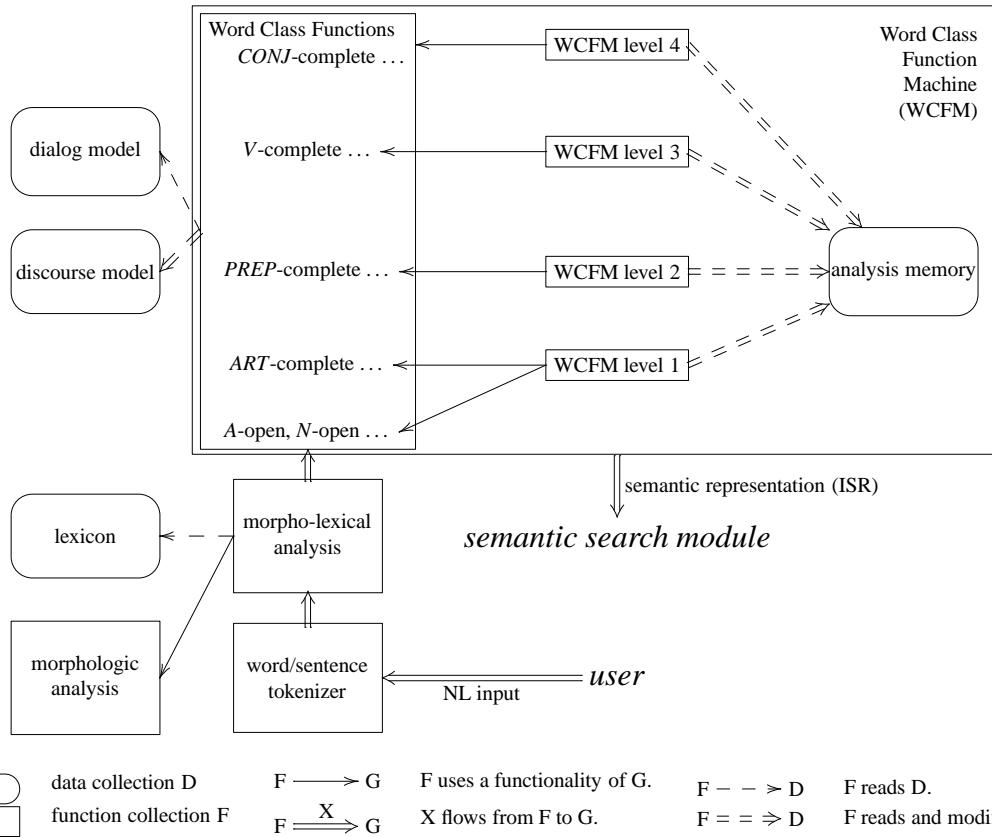 Word Class Functions
CONJ-complete ...
WCFM level 4
Word Class
Function
Machine
(WCFM)
dialog model
V-complete ...
WCFM level 3
discourse model
PREP-complete ...
WCFM level 2
analysis memory
ART-complete ...
WCFM level 1
A-open, N-open ...
semantic representation (ISR)
lexicon
morpho-lexical
analysis
semantic search module
morphologic
analysis
word/sentence
tokenizer
user
NL input
data collection D
F G
F uses a functionality of G.
F D
F reads D.
function collection F
X
F G
X flows from F to G.
F D
F reads and